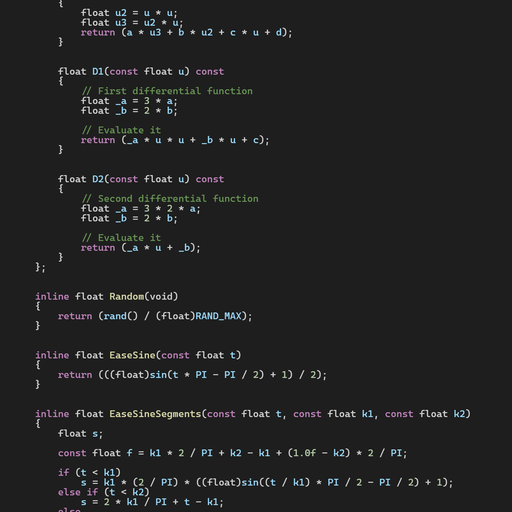 {
float u2 = u * u;
float u3 = u2 * u;
return (a * u3 + b * u2 + c * u + d);
}
float D1(const float u) const
{
// First differential function
float _a = 3 * a;
float _b = 2 * b;
// Evaluate it
return (_a * u * u + _b * u + c);
}
float D2(const float u) const
{
// Second differential function
float _a = 3 * 2 * a;
float _b = 2 * b;
// Evaluate it
return (_a * u + _b);
}
};
inline float Random(void)
{
return (rand() / (float)RAND_MAX);
}
inline float EaseSine(const float t)
{
return (((float)sin(t * PI - PI / 2) + 1) / 2);
}
inline float EaseSineSegments(const float t, const float k1, const float k2)
{
float s;
const float f = k1 * 2 / PI + k2 - k1 + (1.0f - k2) * 2 / PI;
if (t < k1)
s = k1 * (2 / PI) * ((float)sin((t / k1) * PI / 2 - PI / 2) + 1);
else if (t < k2)
s = 2 * k1 / PI + t - k1;
else